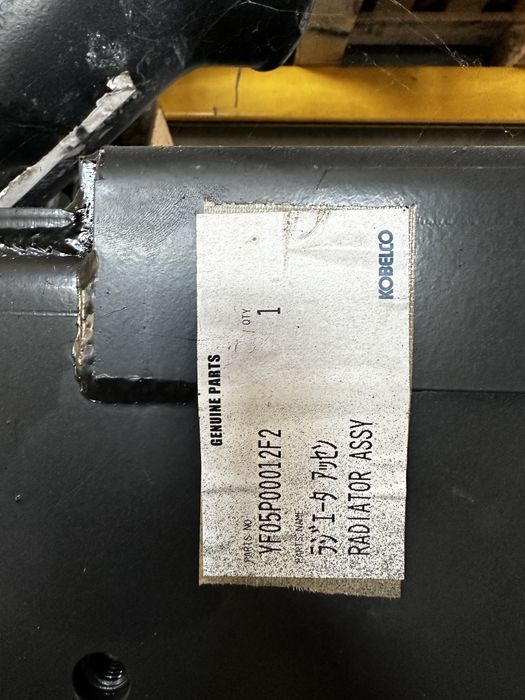 GENUINE PARTS
PARTS NO
QTY
YF05P00012F2
1
PARTS NAME
ラジエータ アッセン
RADIATOR ASSY
KOBELCO